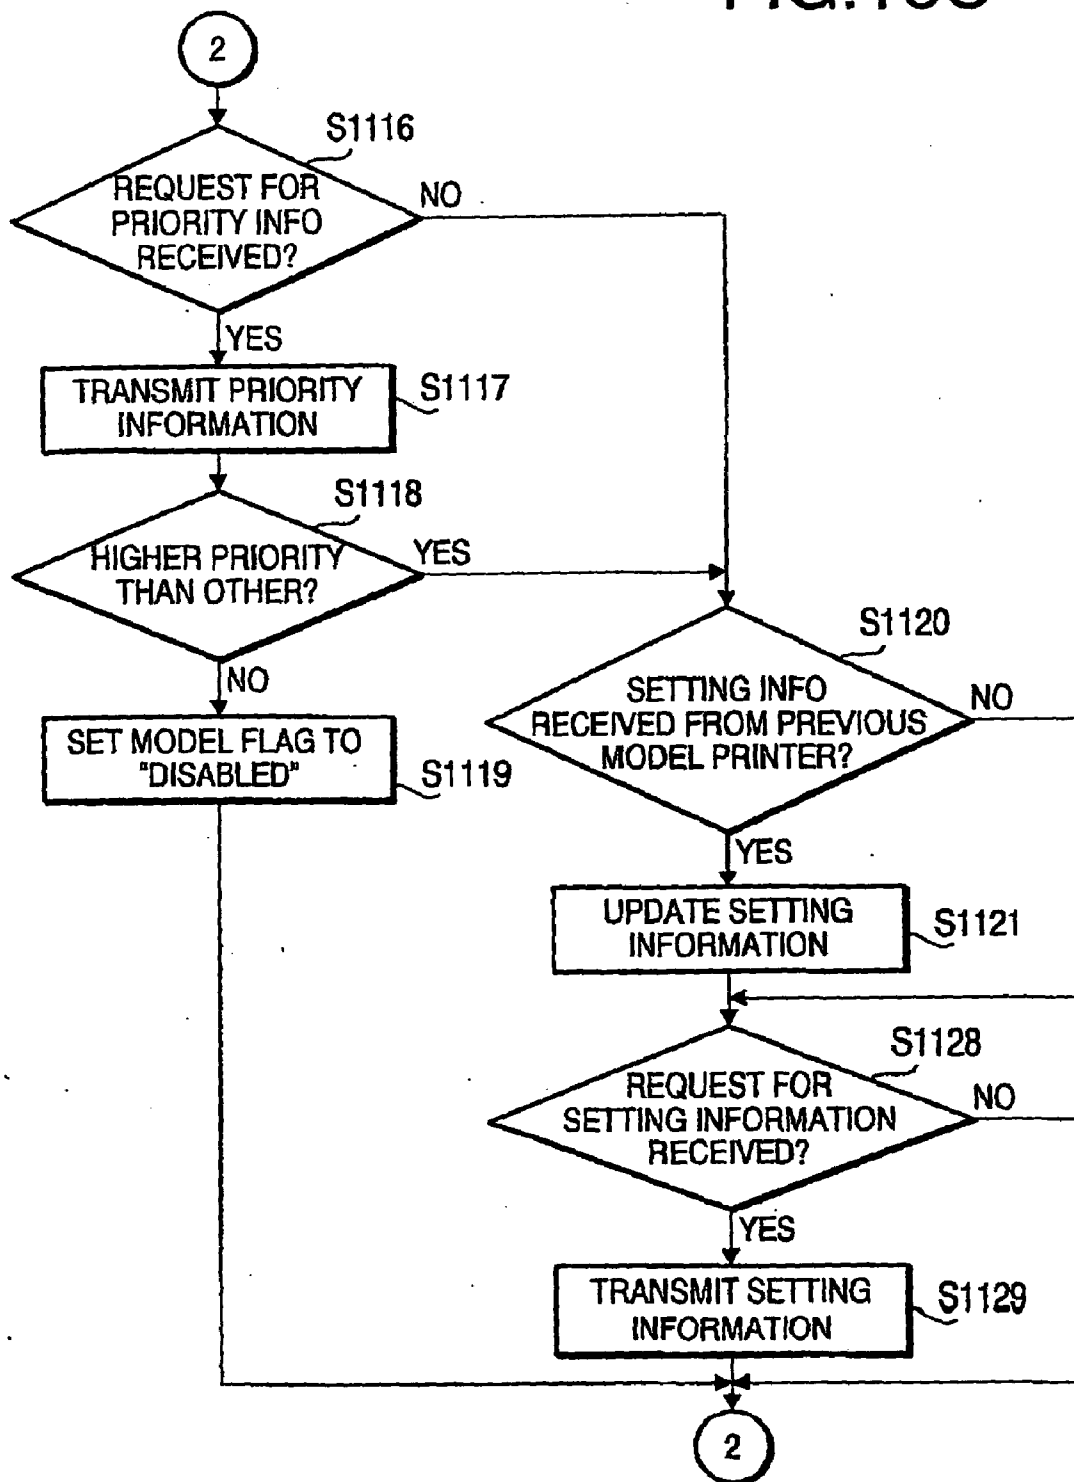 2
S1116
REQUEST FOR
PRIORITY INFO
RECEIVED?
NO
YES
TRANSMIT PRIORITY
INFORMATION
S1117
S1118
HIGHER PRIORITY
THAN OTHER?
YES
NO
SET MODEL FLAG TO
"DISABLED"
S1119
S1120
SETTING INFO
RECEIVED FROM PREVIOUS
MODEL PRINTER?
NO
YES
UPDATE SETTING
INFORMATION
S1121
S1128
REQUEST FOR
SETTING INFORMATION
RECEIVED?
NO
YES
TRANSMIT SETTING
INFORMATION
S1129
2